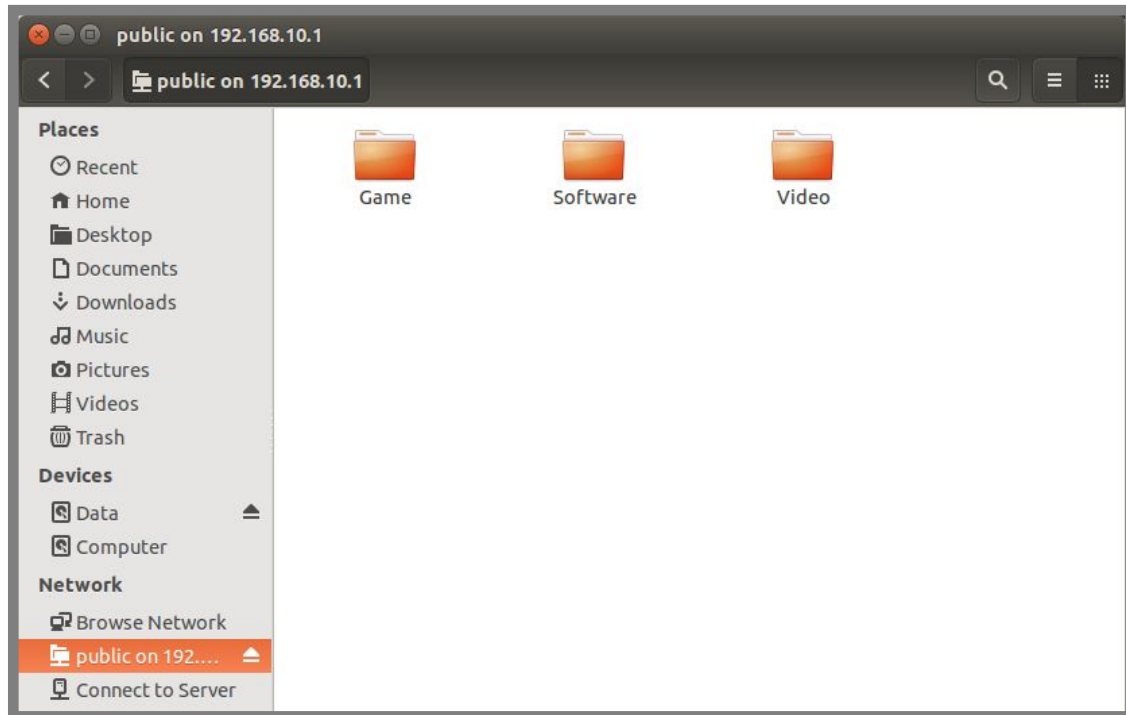 public on 192.168.10.1
public on 192.168.10.1
Places
Recent
Home
Desktop
Documents
Downloads
Music
Pictures
Videos
Trash
Devices
Data
Computer
Network
Browse Network
public on 192....
Connect to Server
Game Software Video